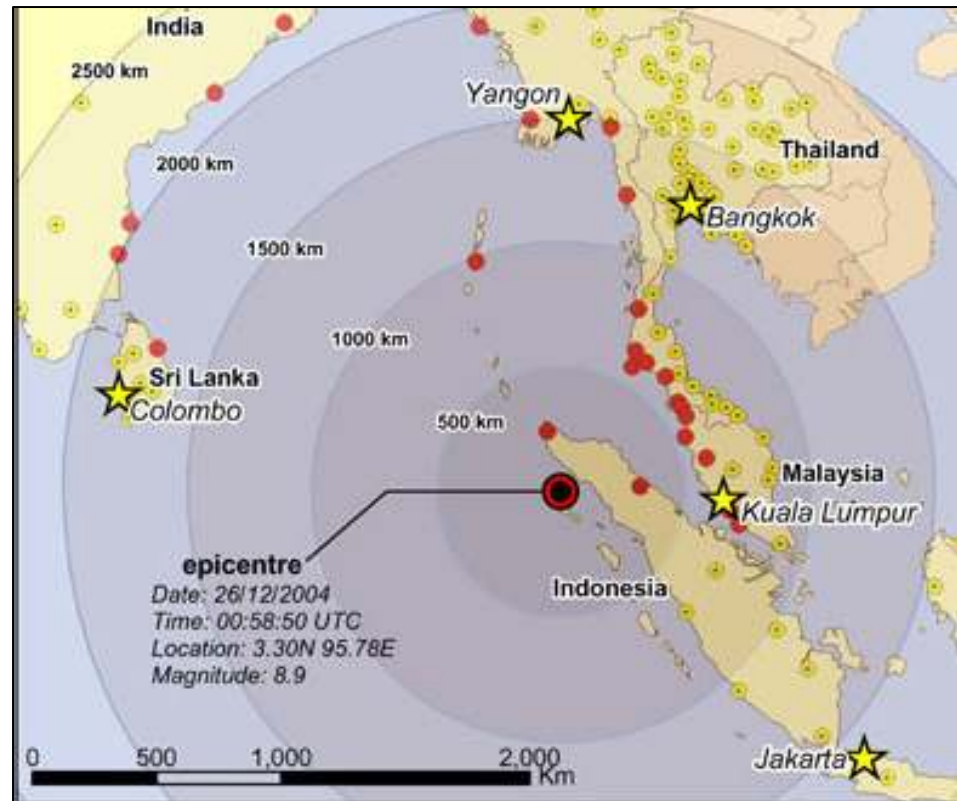 India
2500 km
Yangon
2000 km
Thailand
Bangkok
1500 km
1000 km
Sri Lanka
Colombo
500 km
Malaysia
Kuala Lumpur
epicentre
Date: 26/12/2004
Time: 00:58:50 UTC
Location: 3.30N 95.78E
Magnitude: 8.9
Indonesia
0 500 1,000 2,000
Km
Jakarta